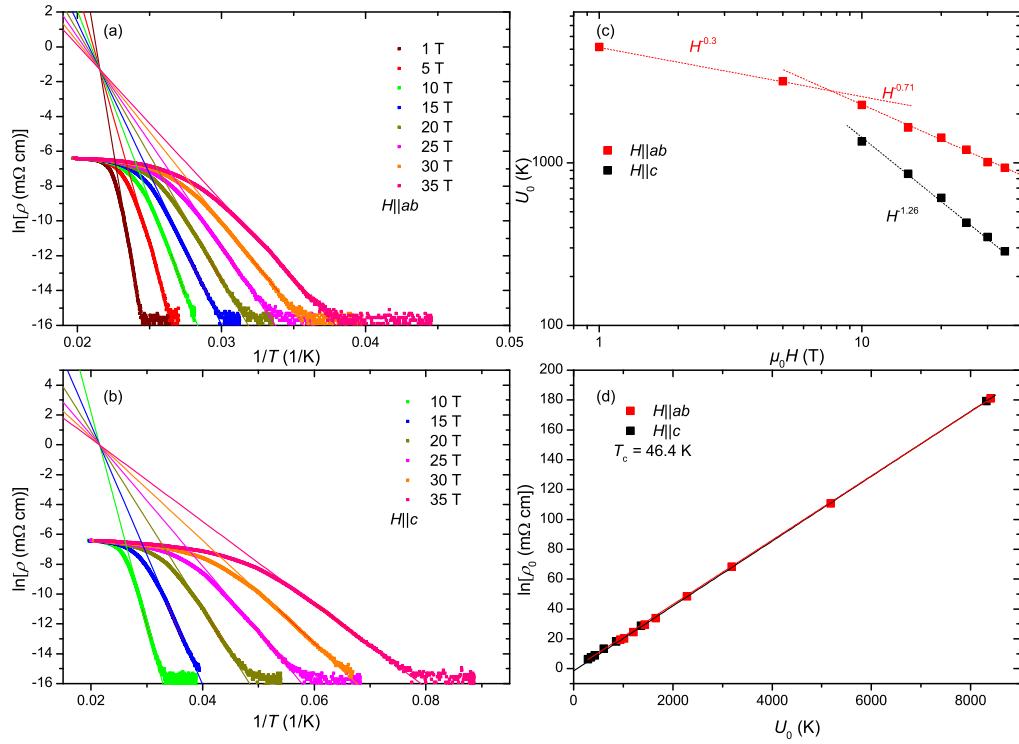 (a)
4
2
0
-2
-4
-6
-8
-10
-12
-14
-16
ln[ρ (mΩ cm)]
1 T
5 T
10 T
15 T
20 T
25 T
30 T
35 T
H||ab
0.02
0.03
0.04
0.05
1/T (1/K)
(b)
4
2
0
-2
-4
-6
-8
-10
-12
-14
-16
ln[ρ (mΩ cm)]
10 T
15 T
20 T
25 T
30 T
35 T
H||c
0.02
0.04
0.06
0.08
1/T (1/K)
(c)
1000
100
U₀ (K)
H⁻⁰·³
H⁻⁰·⁷¹
H⁻¹·²⁶
H||ab
H||c
1
10
μ₀H (T)
(d)
200
180
160
140
120
100
80
60
40
20
0
ln[ρ₀ (mΩ cm])
H||ab
H||c
T꜀ = 46.4 K
0
2000
4000
6000
8000
U₀ (K)